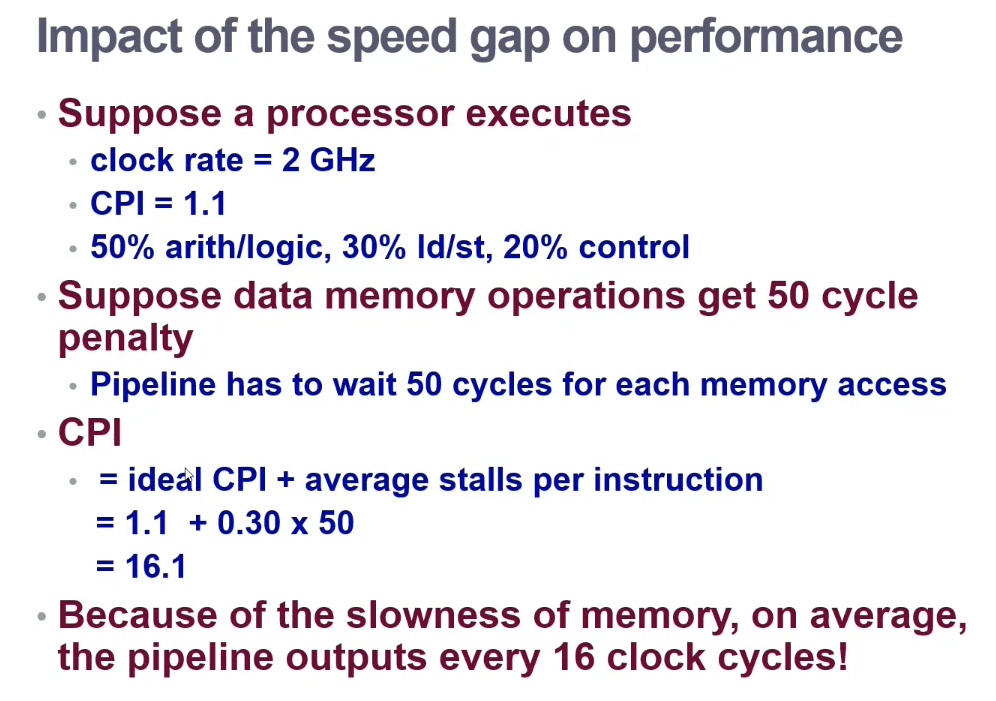 Impact of the speed gap on performance
• Suppose a processor executes
• clock rate = 2 GHz
• CPI = 1.1
• 50% arith/logic, 30% ld/st, 20% control
• Suppose data memory operations get 50 cycle
penalty
• Pipeline has to wait 50 cycles for each memory access
• CPI
• = ideal CPI + average stalls per instruction
= 1.1 + 0.30 x 50
= 16.1
• Because of the slowness of memory, on average,
the pipeline outputs every 16 clock cycles!